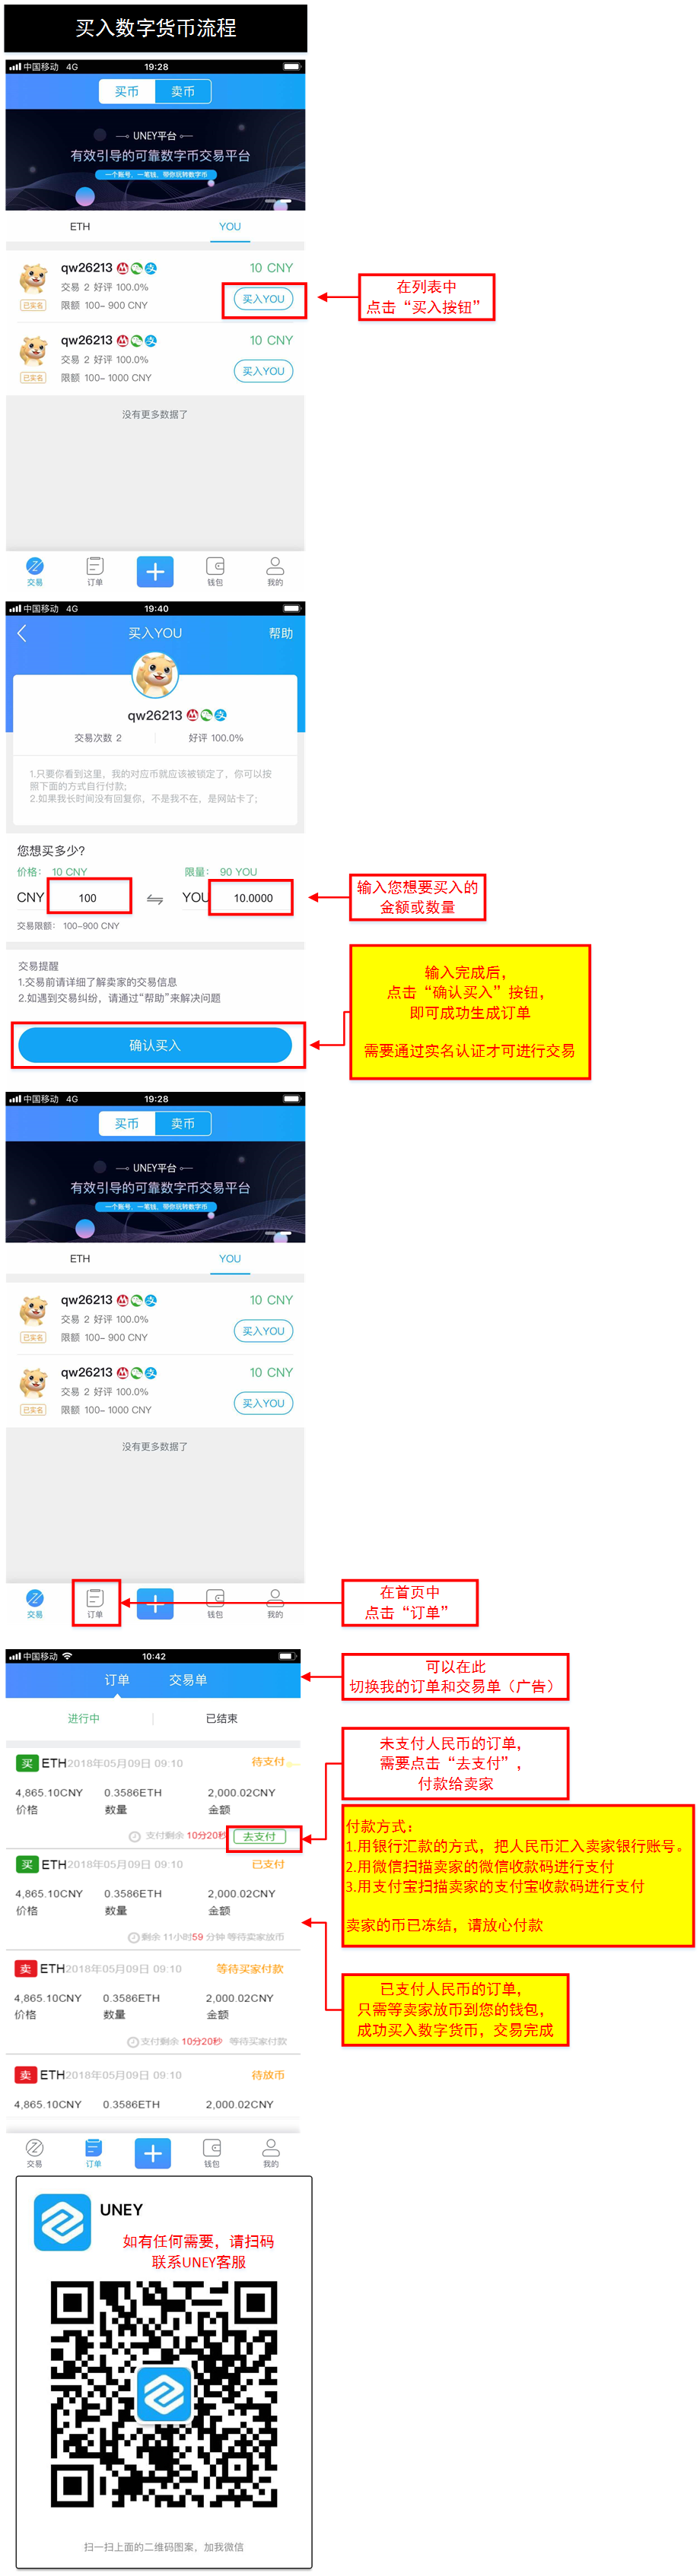 买入数字货币流程
中国移动 4G 19:28
买币 卖币
UNEY平台
有效引导的可靠数字币交易平台
一个账号，一笔钱，带你玩转数字币
ETH YOU
qw26213 10 CNY
交易 2 好评 100.0%
买入YOU
已实名 限额 100- 900 CNY
在列表中
点击“买入按钮”
qw26213 10 CNY
交易 2 好评 100.0%
买入YOU
已实名 限额 100- 1000 CNY
没有更多数据了
交易 订单 钱包 我的
中国移动 4G 19:40
买入YOU 帮助
qw26213
交易次数 2 好评 100.0%
1.只要你看到这里，我的对应币就应该被锁定了，你可以按
照下面的方式自行付款；
2.如果我长时间没有回复你，不是我不在，是网站卡了；
您想买多少?
价格： 10 CNY 限量： 90 YOU
CNY 100 YOU 10.0000
交易限额： 100-900 CNY
输入您想要买入的
金额或数量
交易提醒
1.交易前请详细了解卖家的交易信息
2.如遇到交易纠纷，请通过“帮助”来解决问题
确认买入
输入完成后，
点击“确认买入”按钮，
即可成功生成订单
需要通过实名认证才可进行交易
中国移动 4G 19:28
买币 卖币
UNEY平台
有效引导的可靠数字币交易平台
一个账号，一笔钱，带你玩转数字币
ETH YOU
qw26213 10 CNY
交易 2 好评 100.0%
买入YOU
已实名 限额 100- 900 CNY
qw26213 10 CNY
交易 2 好评 100.0%
买入YOU
已实名 限额 100- 1000 CNY
没有更多数据了
交易 订单 钱包 我的
在首页中
点击“订单”
中国移动 10:42
订单 交易单
可以在此
切换我的订单和交易单（广告）
进行中 已结束
买 ETH2018年05月09日 09:10 待支付
4,865.10CNY 0.3586ETH 2,000.02CNY
价格 数量 金额
支付剩余 10分20秒 去支付
未支付人民币的订单，
需要点击“去支付”，
付款给卖家
买 ETH2018年05月09日 09:10 已支付
4,865.10CNY 0.3586ETH 2,000.02CNY
价格 数量 金额
剩余 11小时59 分钟 等待卖家放币
付款方式：
1.用银行汇款的方式，把人民币汇入卖家银行账号。
2.用微信扫描卖家的微信收款码进行支付
3.用支付宝扫描卖家的支付宝收款码进行支付
卖家的币已冻结，请放心付款
卖 ETH2018年05月09日 09:10 等待买家付款
4,865.10CNY 0.3586ETH 2,000.02CNY
价格 数量 金额
支付剩余 10分20秒 等待买家付款
已支付人民币的订单，
只需等卖家放币到您的钱包，
成功买入数字货币，交易完成
卖 ETH2018年05月09日 09:10 待放币
4,865.10CNY 0.3586ETH 2,000.02CNY
交易 订单 钱包 我的
UNEY
如有任何需要，请扫码
联系UNEY客服
扫一扫上面的二维码图案，加我微信